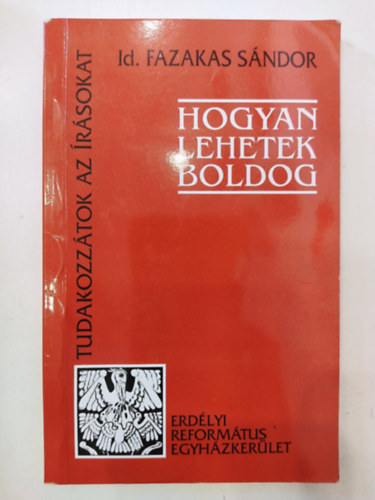 Id. FAZAKAS SÁNDOR
HOGYAN
LEHETEK
BOLDOG
TUDAKOZZÁTOK AZ ÍRÁSOKAT
ERDÉLYI
REFORMÁTUS
EGYHÁZKERÜLET